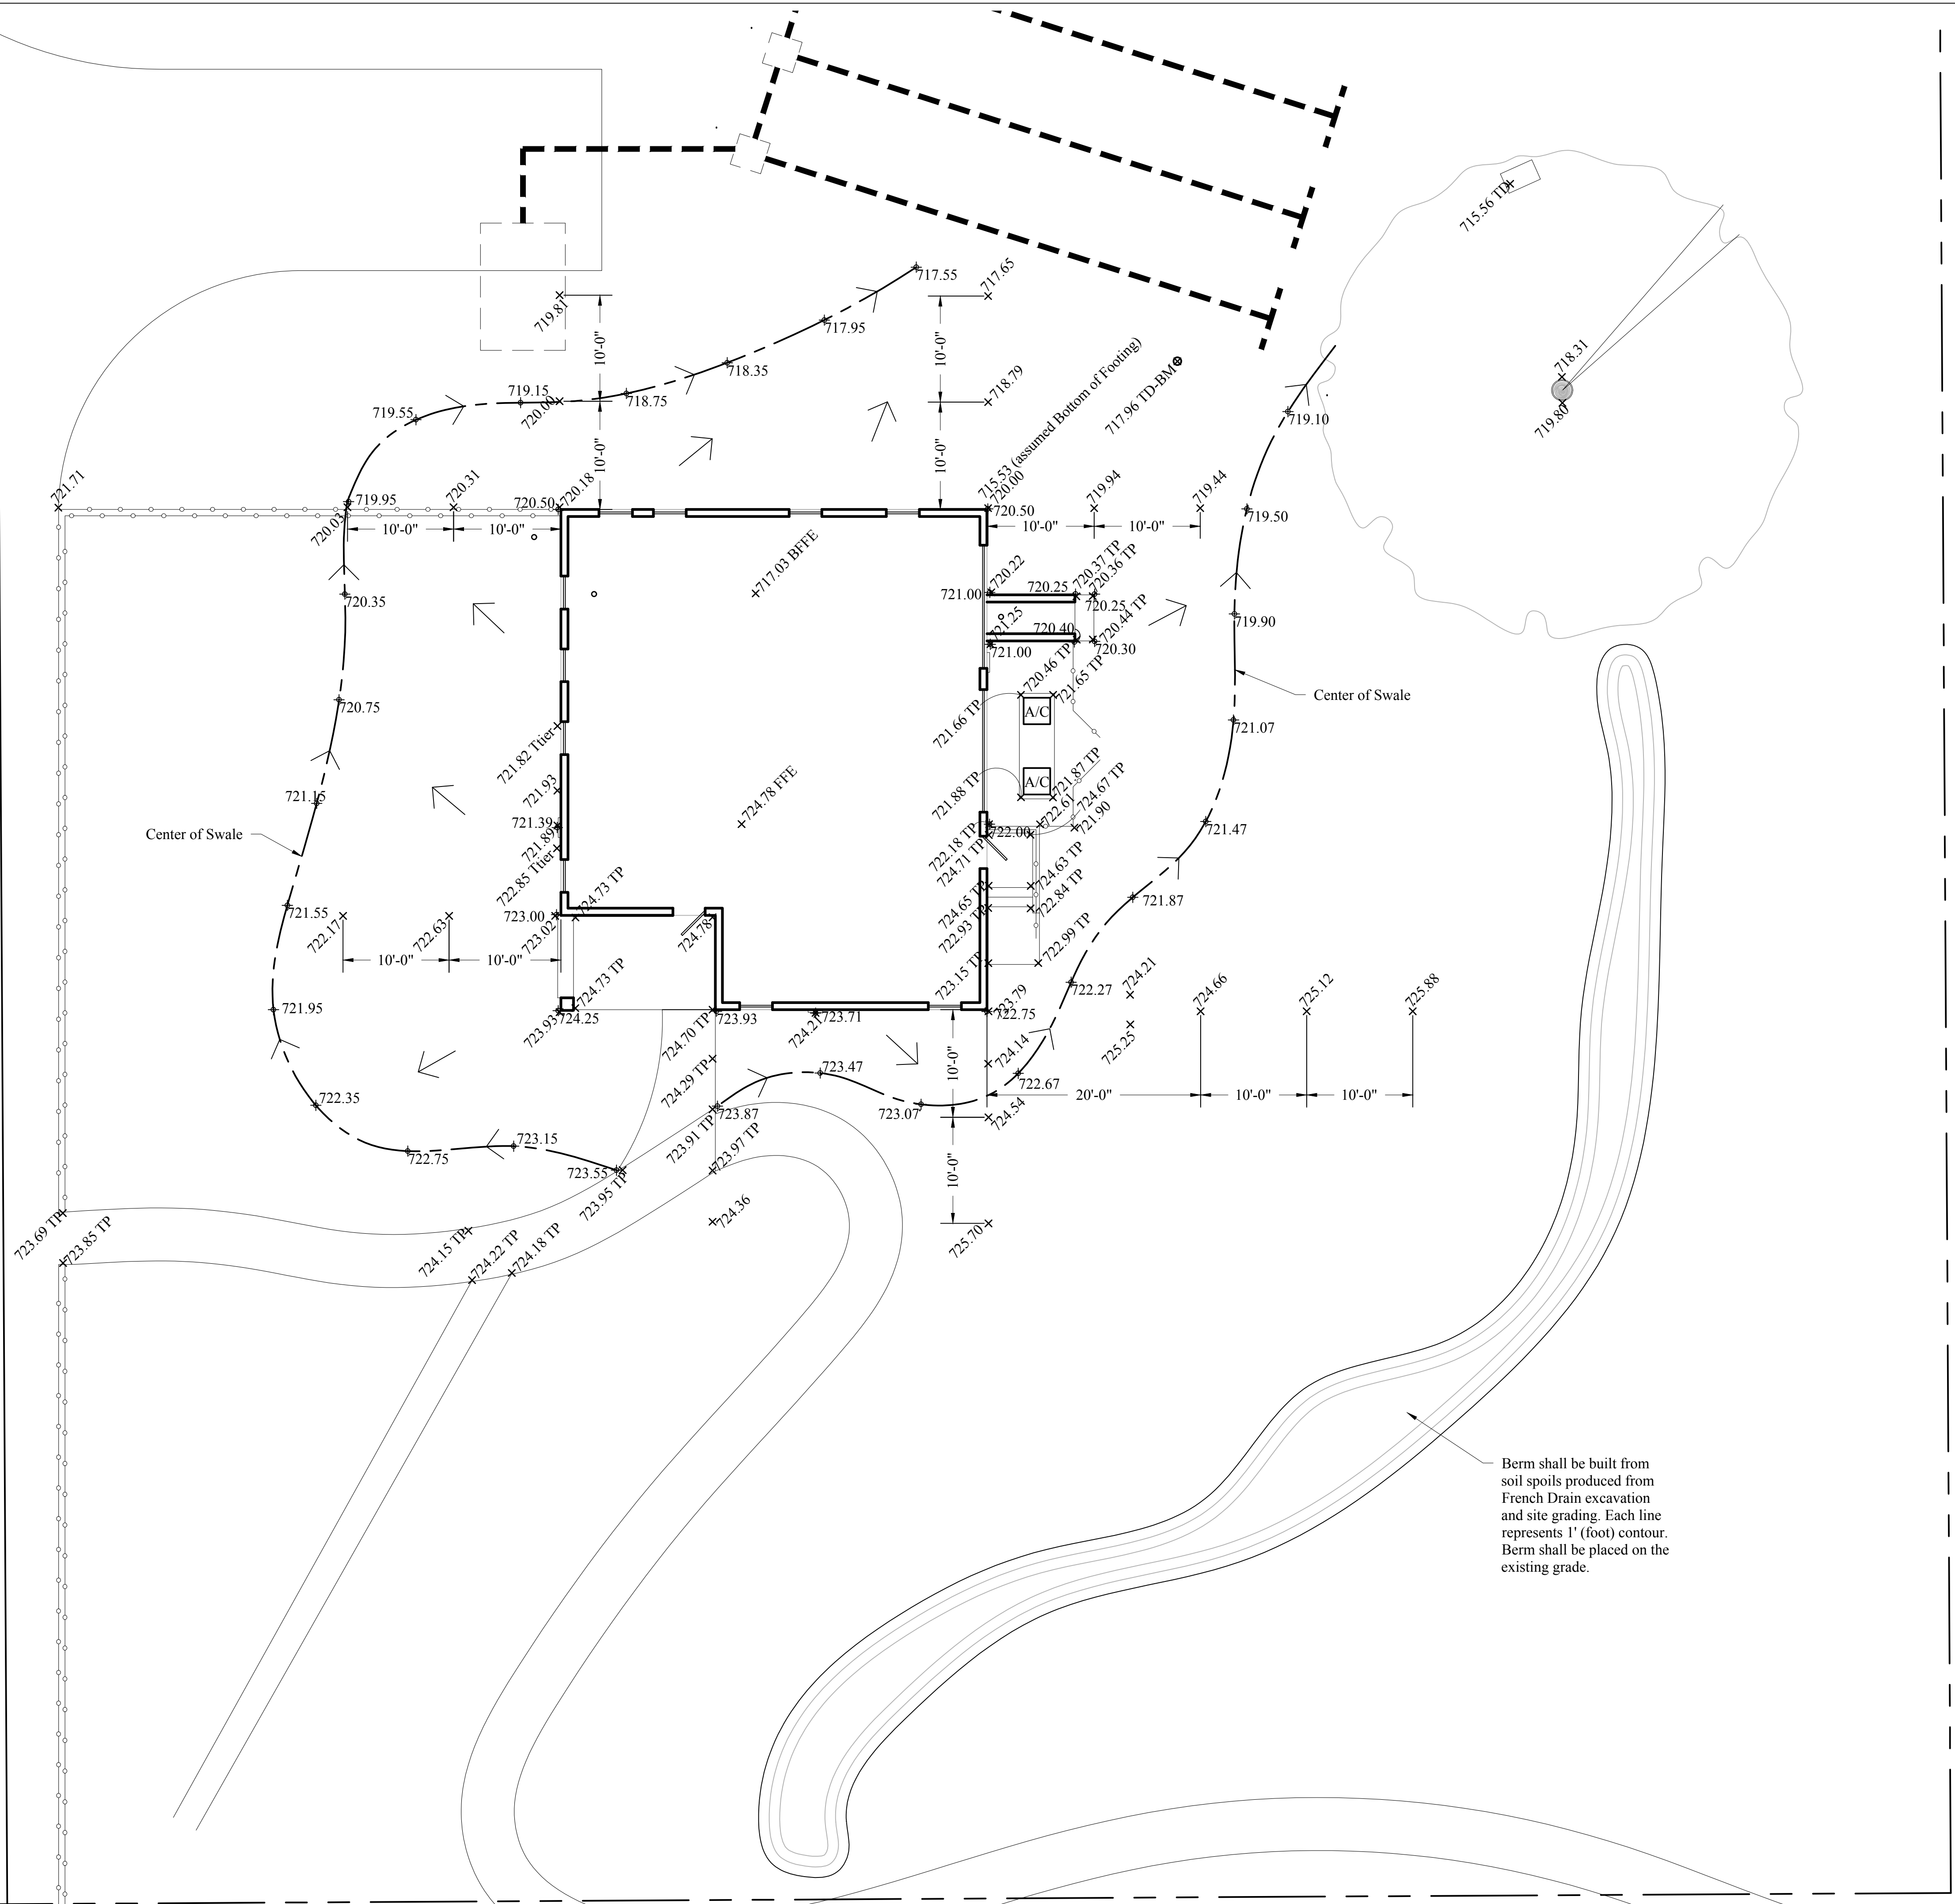 715.56 TD
717.55
717.65
719.81
10'-0"
10'-0"
717.95
718.35
718.31
719.80
719.15
720.00
718.75
719.55
718.79
717.96 TD-BM
719.10
10'-0"
10'-0"
715.53 (assumed Bottom of Footing)
720.00
720.50
721.71
719.95
720.03
720.31
720.50
720.18
719.94
719.44
719.50
10'-0"
10'-0"
10'-0"
10'-0"
717.03 BFFE
720.22
721.00
720.25
720.37 TP
720.36 TP
720.25
720.35
719.90
721.25
721.00
720.40
720.44 TP
720.30
720.46 TP
721.65 TP
721.66 TP
A/C
Center of Swale
720.75
721.07
721.82 Ttier
A/C
721.87 TP
721.88 TP
724.67 TP
721.93
724.78 FFE
722.61
721.90
721.15
Center of Swale
721.39
721.89
722.00
722.18 TP
721.47
724.71 TP
722.85 Ttier
724.63 TP
724.65 TP
722.84 TP
721.55
724.73 TP
721.87
722.17
722.63
723.00
723.02
724.78
722.93 TP
722.99 TP
10'-0"
10'-0"
723.15 TP
724.73 TP
722.27
724.21
724.66
725.12
725.88
721.95
723.93
724.25
724.70 TP
723.93
724.21
723.71
723.79
722.75
725.25
724.14
724.29 TP
723.47
722.67
10'-0"
20'-0"
10'-0"
10'-0"
722.35
723.87
723.07
724.54
723.91 TP
723.15
722.75
723.97 TP
723.55
723.95 TP
10'-0"
723.69 TP
723.85 TP
724.36
725.70
724.15 TP
724.22 TP
724.18 TP
Berm shall be built from
soil spoils produced from
French Drain excavation
and site grading. Each line
represents 1' (foot) contour.
Berm shall be placed on the
existing grade.